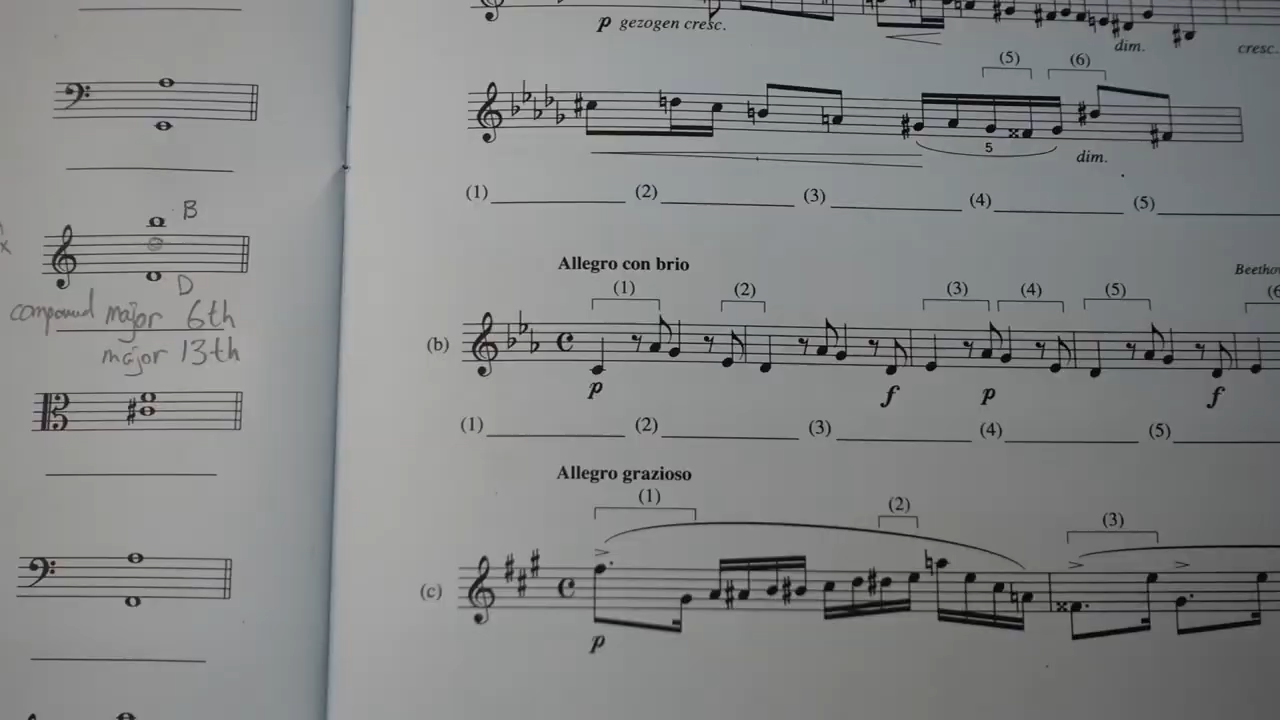 B
D
compound major 6th
major 13th
p gezogen cresc.
dim.
cresc.
(5) (6)
5
dim.
(1) (2) (3) (4) (5)
Allegro con brio
(1) (2) (3) (4) (5)
(b)
p f p f
(1) (2) (3) (4) (5)
Allegro grazioso
(1) (2) (3)
(c)
p